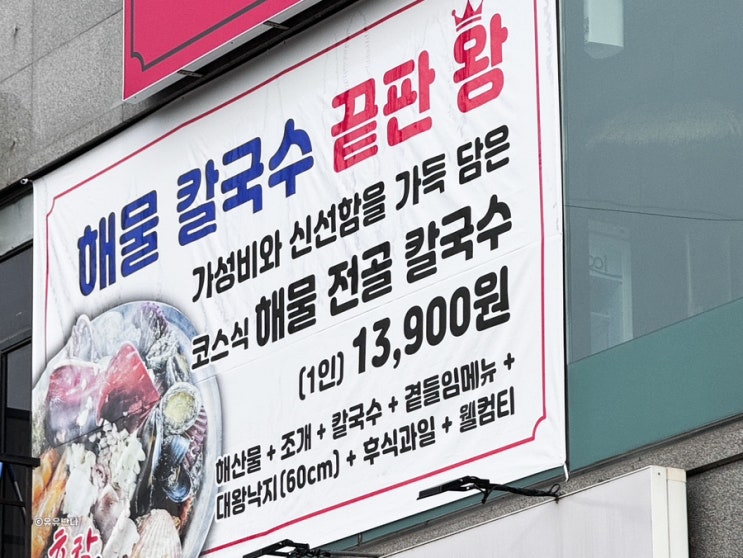 해물 칼국수 끝판왕
가성비와 신선함을 가득 담은
코스식 해물 전골 칼국수
(1인) 13,900원
해산물 + 조개 + 칼국수 + 곁들임메뉴 +
대왕낙지(60cm) + 후식과일 + 웰컴티